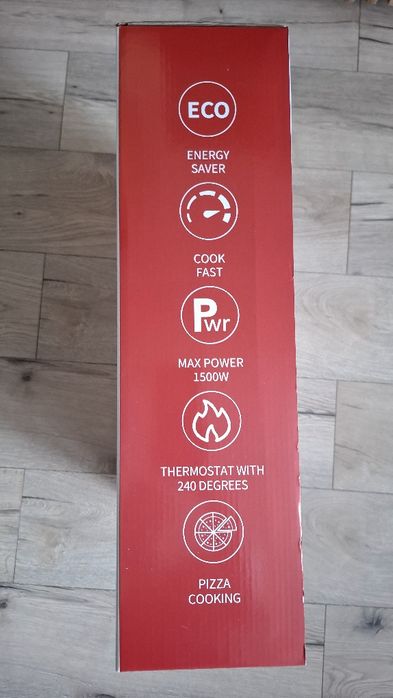 ECO
ENERGY
SAVER
COOK
FAST
Pwr
MAX POWER
1500W
THERMOSTAT WITH
240 DEGREES
PIZZA
COOKING